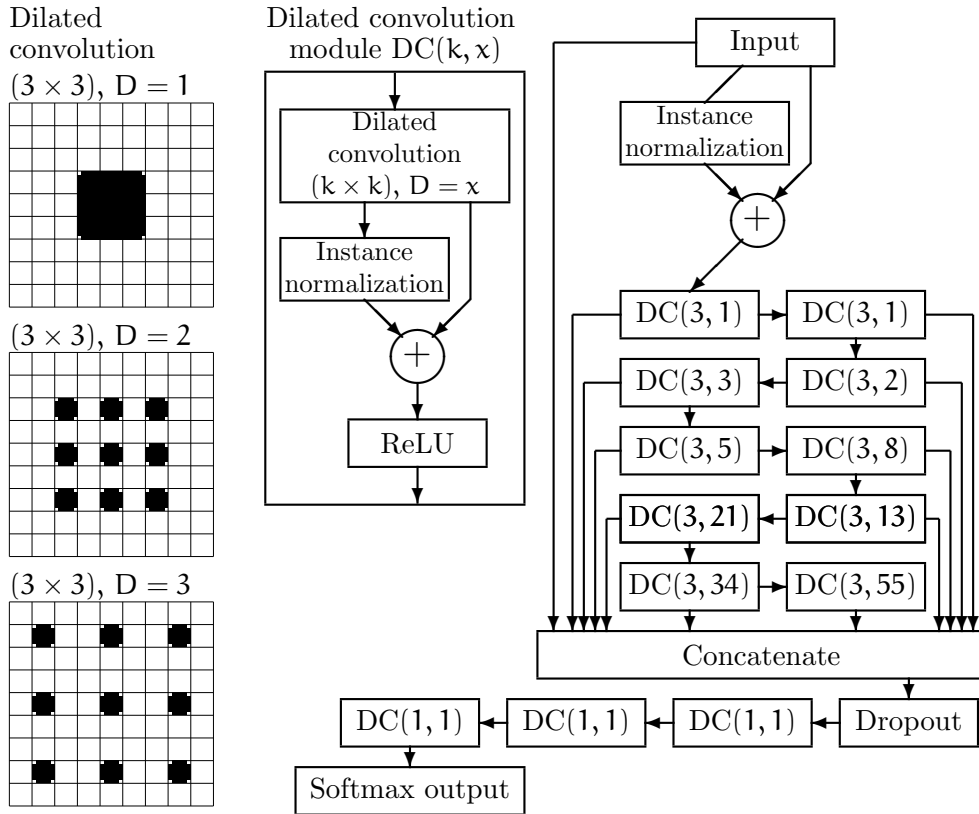 Dilated
convolution
(3 × 3), D = 1
(3 × 3), D = 2
(3 × 3), D = 3
Dilated convolution
module DC(k, x)
Dilated
convolution
(k × k), D = x
Instance
normalization
+
ReLU
Input
Instance
normalization
+
DC(3, 1) DC(3, 1)
DC(3, 3) DC(3, 2)
DC(3, 5) DC(3, 8)
DC(3, 21) DC(3, 13)
DC(3, 34) DC(3, 55)
Concatenate
DC(1, 1) DC(1, 1) DC(1, 1) Dropout
Softmax output